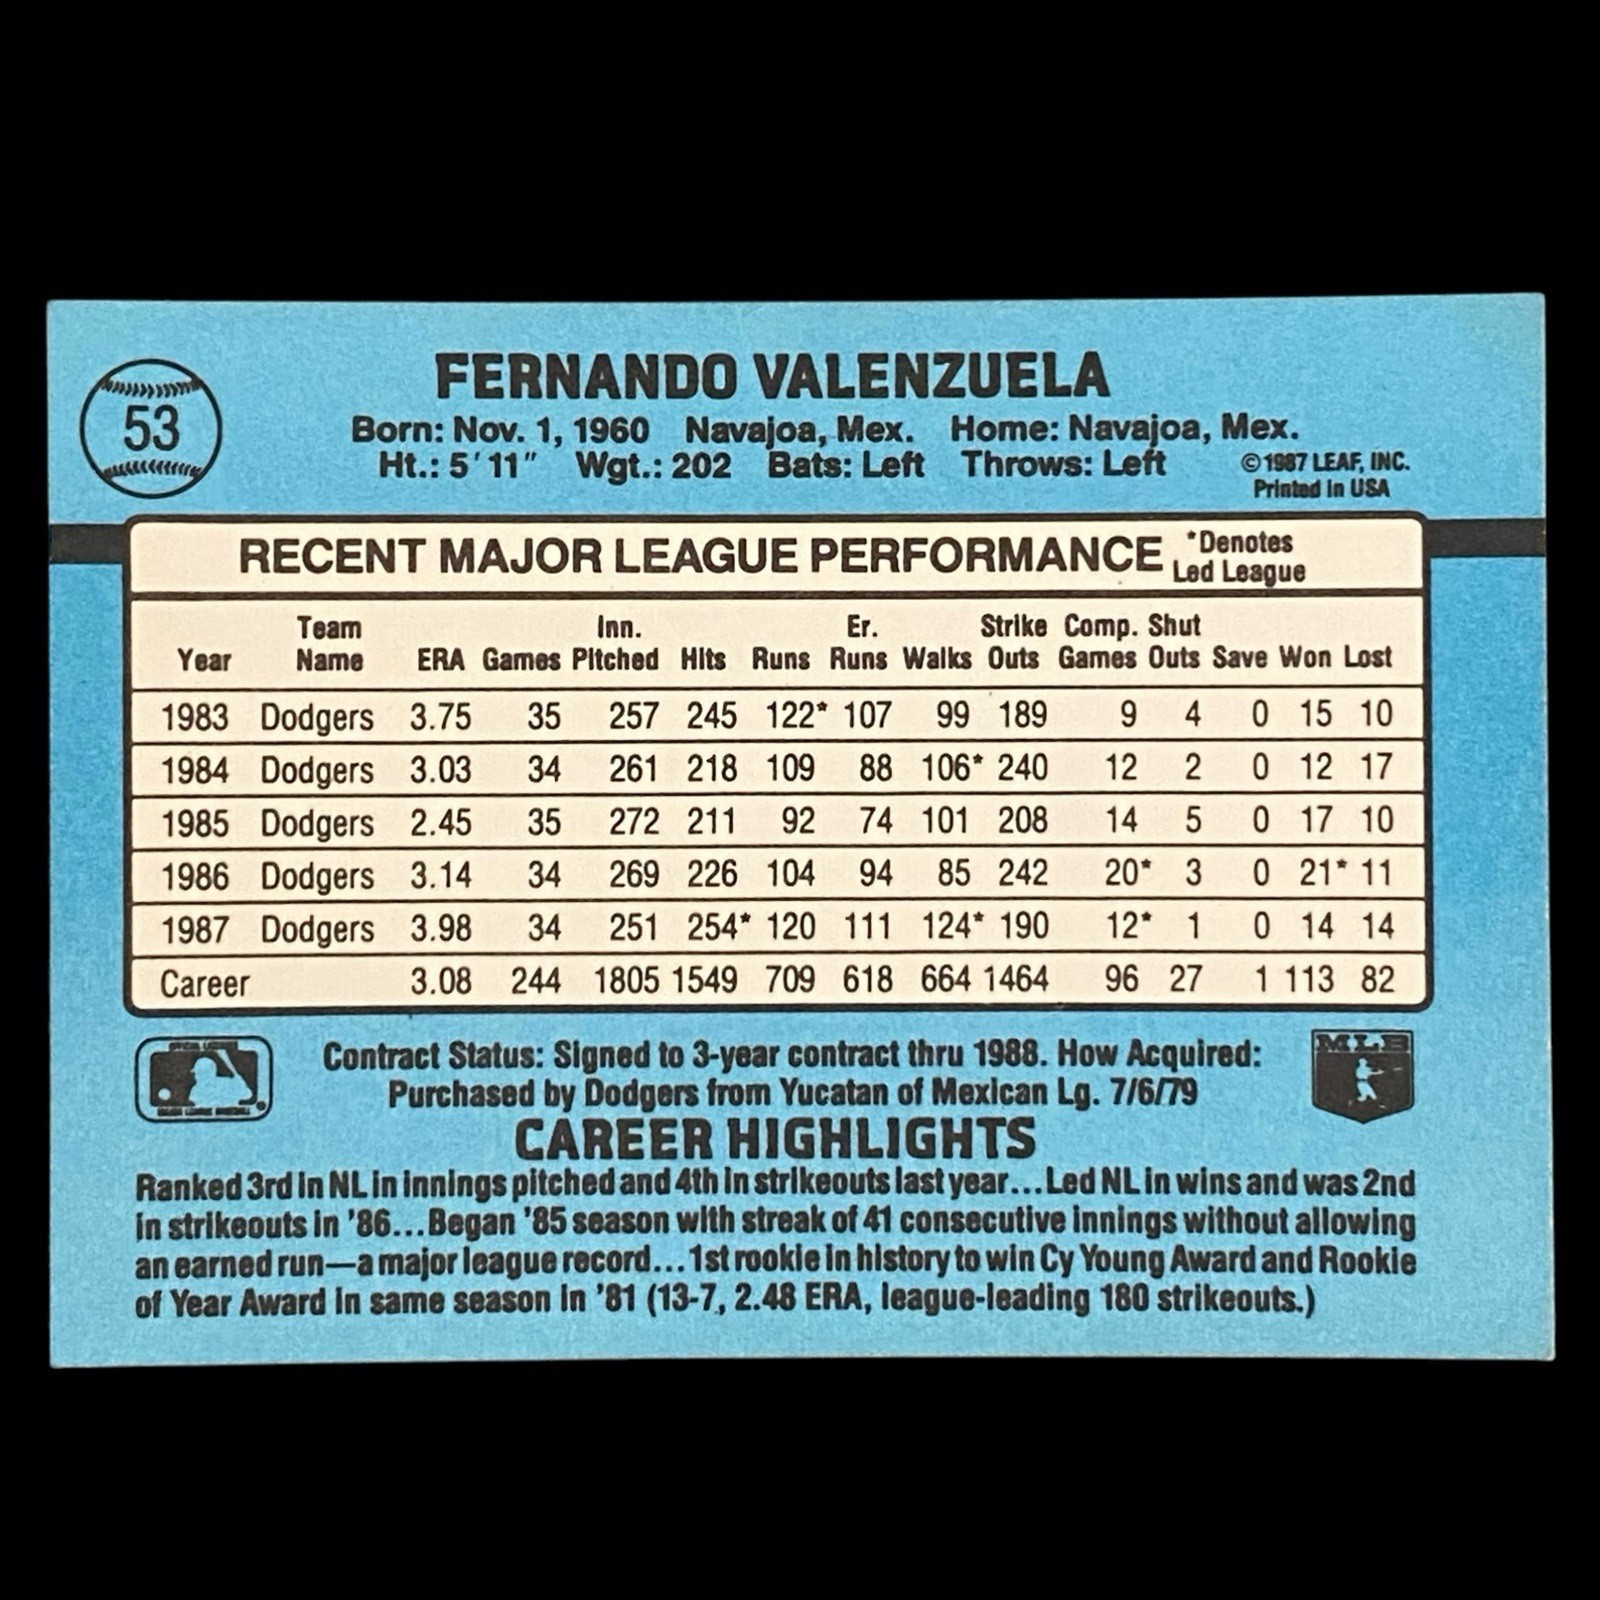 FERNANDO VALENZUELA
53
Born: Nov. 1, 1960 Navajoa, Mex. Home: Navajoa, Mex.
Ht.: 5'11" Wgt.: 202 Bats: Left Throws: Left
©1987 LEAF, INC.
Printed in USA
RECENT MAJOR LEAGUE PERFORMANCE *Denotes Led League
Year Team Name ERA Games Inn. Pitched Hits Runs Er. Runs Walks Strike Outs Comp. Games Shut Outs Save Won Lost
1983 Dodgers 3.75 35 257 245 122* 107 99 189 9 4 0 15 10
1984 Dodgers 3.03 34 261 218 109 88 106* 240 12 2 0 12 17
1985 Dodgers 2.45 35 272 211 92 74 101 208 14 5 0 17 10
1986 Dodgers 3.14 34 269 226 104 94 85 242 20* 3 0 21* 11
1987 Dodgers 3.98 34 251 254* 120 111 124* 190 12* 1 0 14 14
Career 3.08 244 1805 1549 709 618 664 1464 96 27 1 113 82
Contract Status: Signed to 3-year contract thru 1988. How Acquired:
Purchased by Dodgers from Yucatan of Mexican Lg. 7/6/79
MLB
CAREER HIGHLIGHTS
Ranked 3rd in NL in innings pitched and 4th in strikeouts last year...Led NL in wins and was 2nd
in strikeouts in '86...Began '85 season with streak of 41 consecutive innings without allowing
an earned run—a major league record...1st rookie in history to win Cy Young Award and Rookie
of Year Award in same season in '81 (13-7, 2.48 ERA, league-leading 180 strikeouts.)